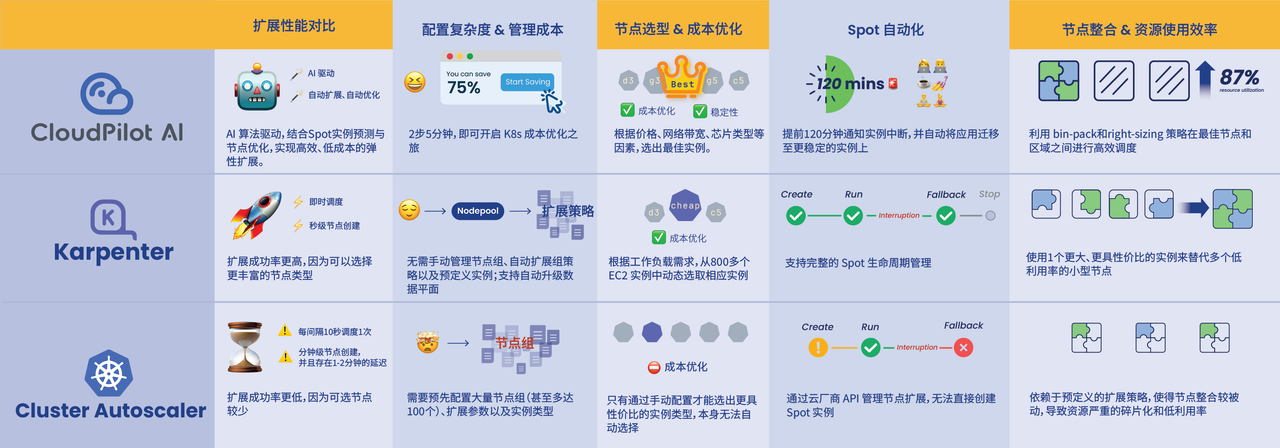 扩展性能对比
配置复杂度 & 管理成本
节点选型 & 成本优化
Spot 自动化
节点整合 & 资源使用效率
CloudPilot AI
AI 驱动
自动扩展、自动优化
AI 算法驱动，结合Spot实例预测与
节点优化，实现高效、低成本的弹
性扩展。
You can save
75%
Start Saving
2步5分钟，即可开启 K8s 成本优化之
旅
d3
g3
Best
g5
c5
成本优化
稳定性
根据价格、网络带宽、芯片类型等
因素，选出最佳实例。
120 mins
提前120分钟通知实例中断，并自动将应用迁移
至更稳定的实例上
87%
resource utilization
利用 bin-pack和right-sizing 策略在最佳节点和
区域之间进行高效调度
K
Karpenter
即时调度
秒级节点创建
扩展成功率更高，因为可以选择
更丰富的节点类型
Nodepool
扩展策略
无需手动管理节点组、自动扩展组策
略以及预定义实例；支持自动升级数
据平面
d3
cheap
c5
成本优化
根据工作负载需求，从800多个
EC2 实例中动态选取相应实例
Create
Run
Fallback
Stop
Interruption
支持完整的 Spot 生命周期管理
使用1个更大、更具性价比的实例来替代多个低
利用率的小型节点
Cluster Autoscaler
每间隔10秒调度1次
分钟级节点创建，
并且存在1-2分钟的延迟
扩展成功率更低，因为可选节点
较少
节点组
需要预先配置大量节点组（甚至多达
100个）、扩展参数以及实例类型
成本优化
只有通过手动配置才能选出更具
性价比的实例类型，本身无法自
动选择
Create
Run
Fallback
Interruption
通过云厂商 API 管理节点扩展，无法直接创建
Spot 实例
依赖于预定义的扩展策略，使得节点整合较被
动，导致资源严重的碎片化和低利用率